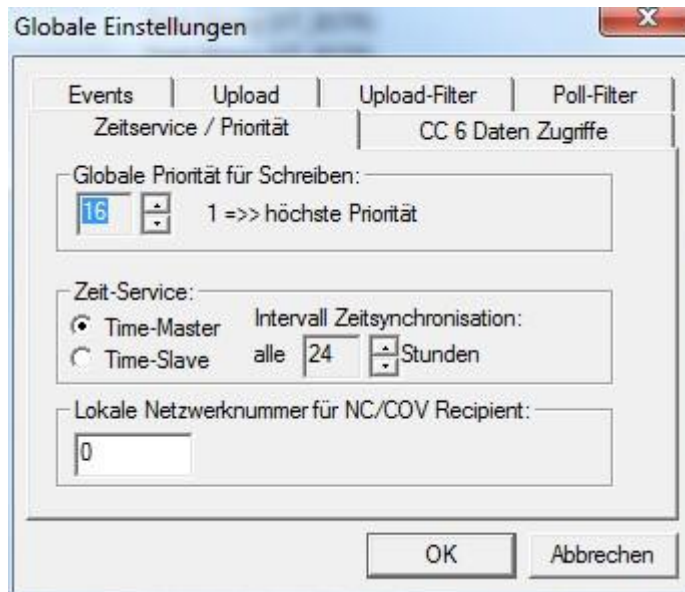 Globale Einstellungen
Events Upload Upload-Filter Poll-Filter
Zeitservice / Priorität CC 6 Daten Zugriffe
Globale Priorität für Schreiben:
16 1 =>> höchste Priorität
Zeit-Service:
Time-Master Intervall Zeitsynchronisation:
Time-Slave alle 24 Stunden
Lokale Netzwerknummer für NC/COV Recipient:
0
OK Abbrechen